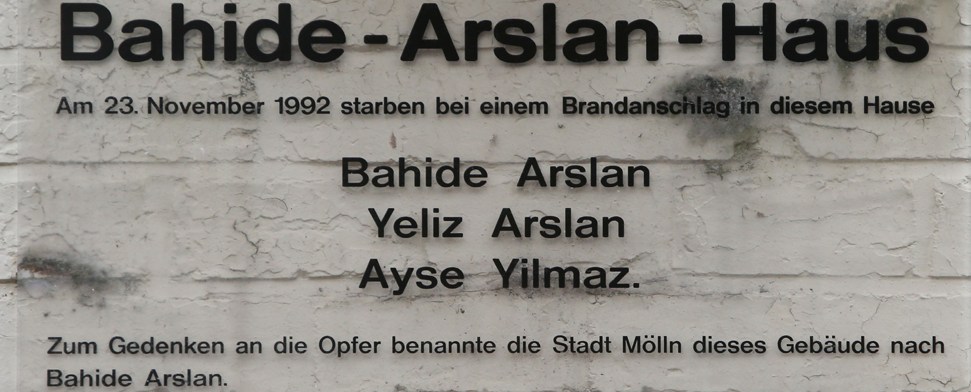 Bahide-Arslan-Haus
Am 23. November 1992 starben bei einem Brandanschlag in diesem Hause
Bahide Arslan
Yeliz Arslan
Ayse Yilmaz.
Zum Gedenken an die Opfer benannte die Stadt Mölln dieses Gebäude nach
Bahide Arslan.